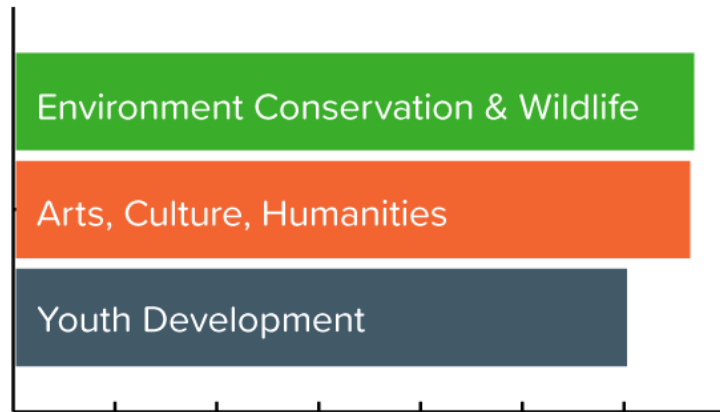 Environment Conservation & Wildlife
Arts, Culture, Humanities
Youth Development